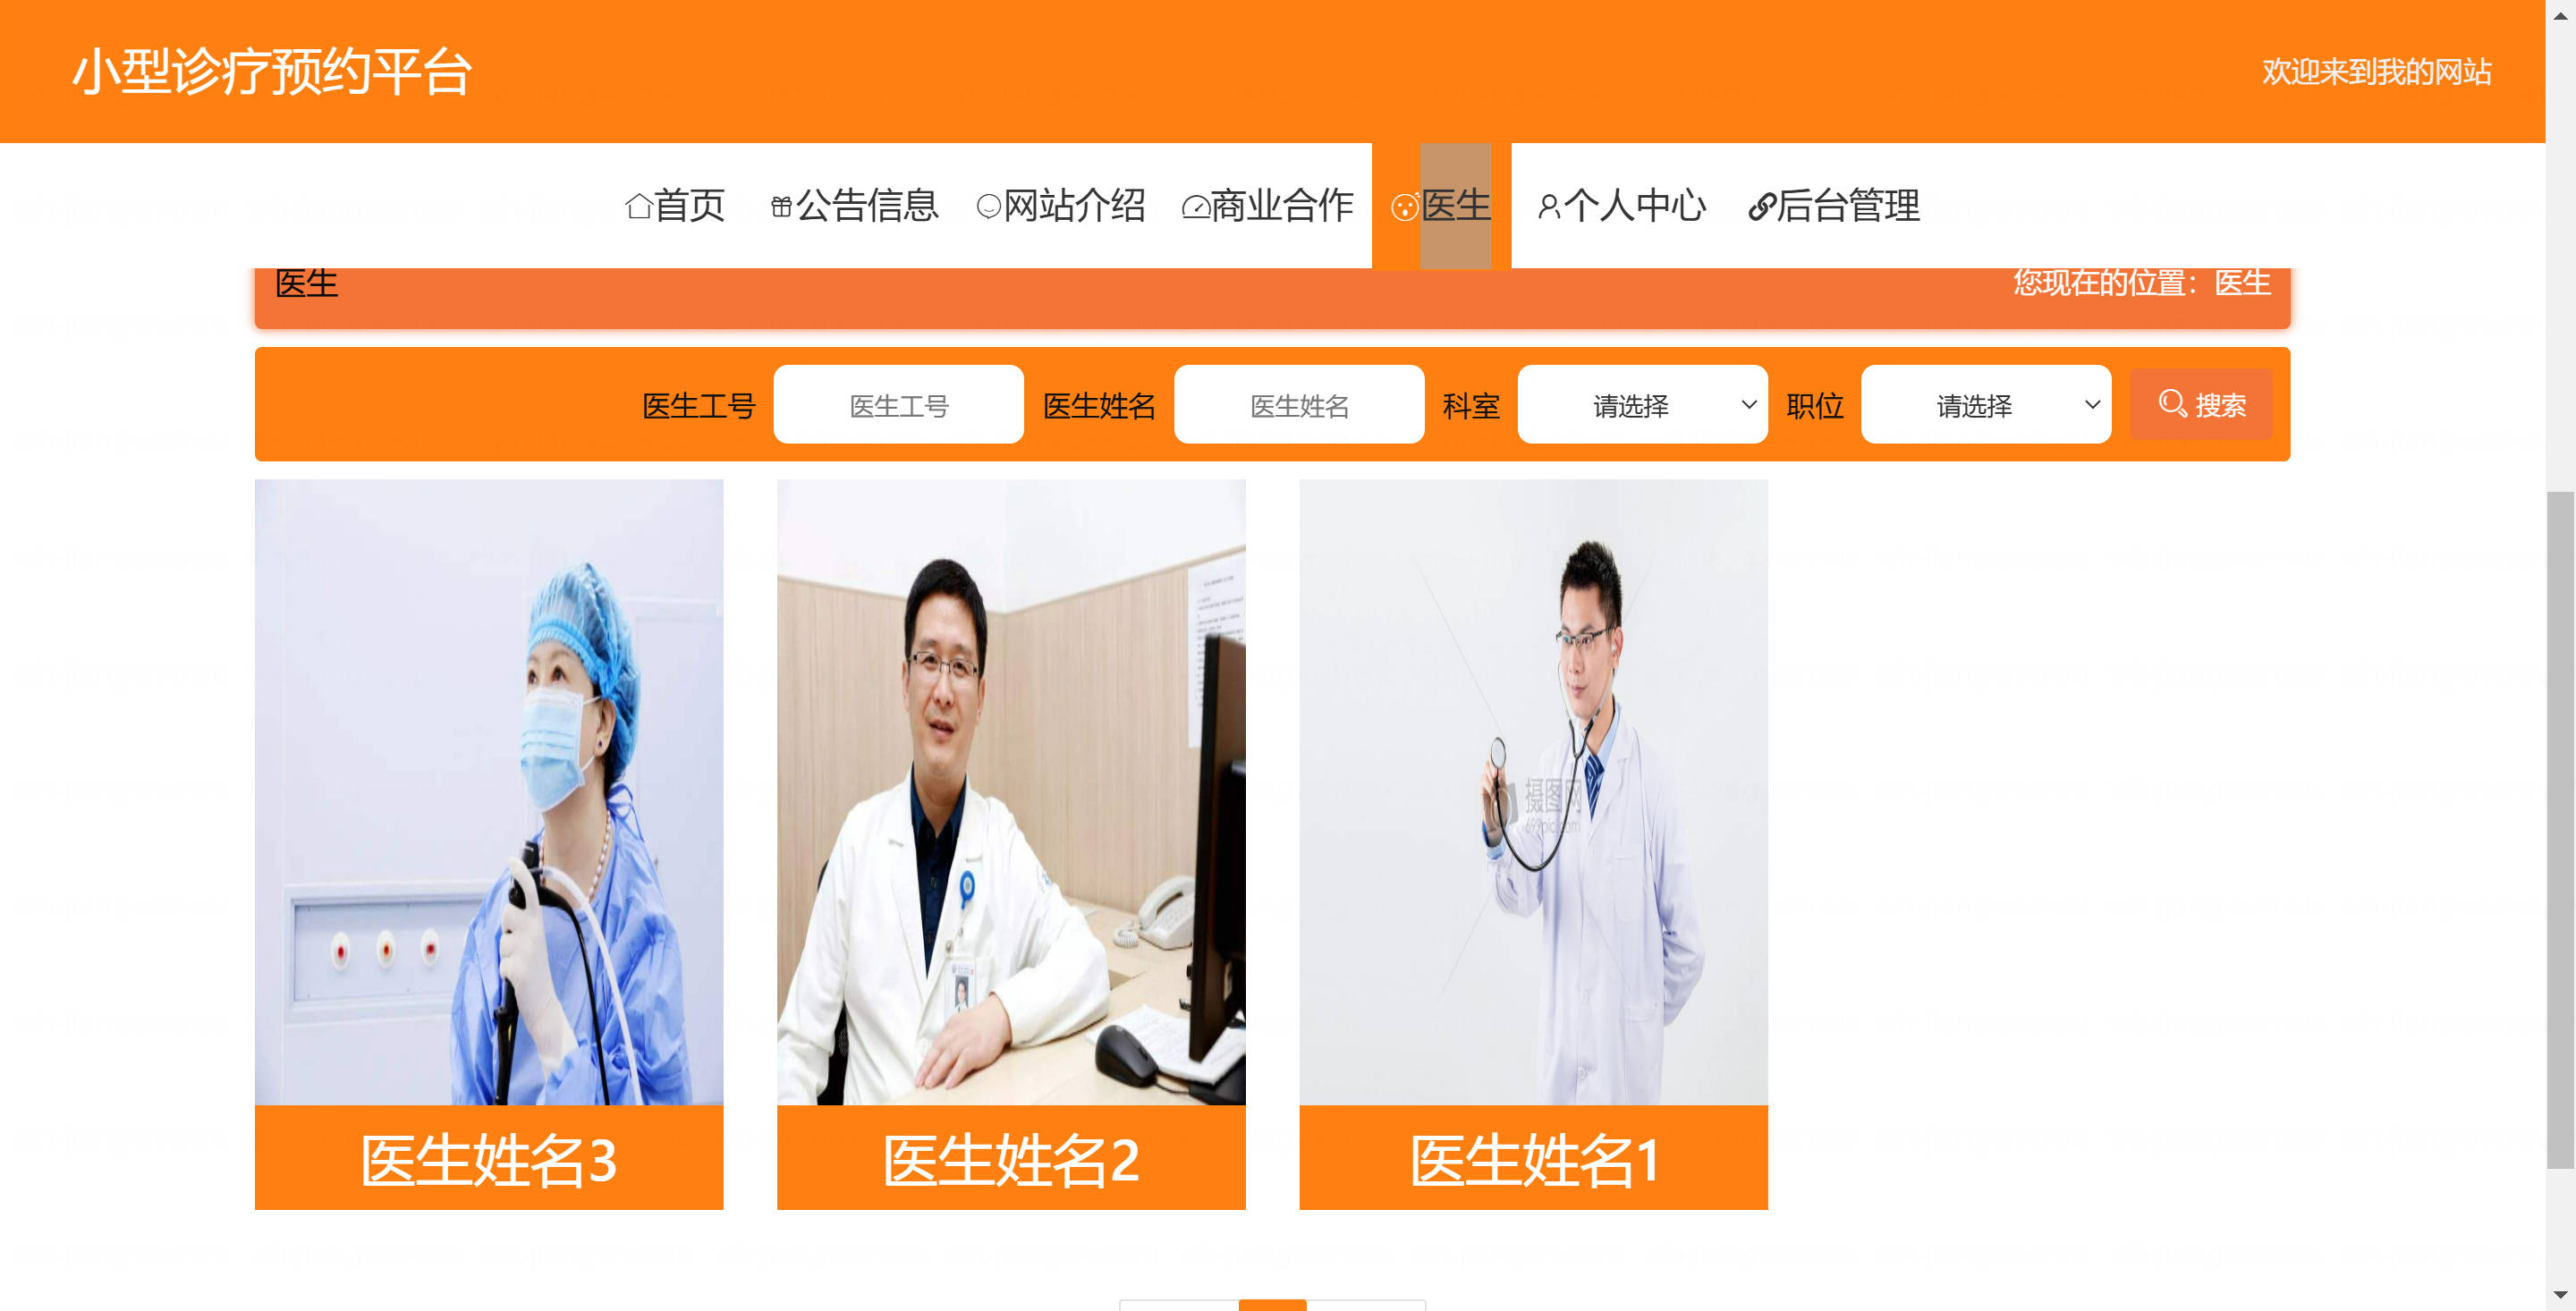 小型诊疗预约平台
欢迎来到我的网站
首页 公告信息 网站介绍 商业合作 医生 个人中心 后台管理
医生
您现在的位置：医生
医生工号 医生工号 医生姓名 医生姓名 科室 请选择 职位 请选择 搜索
摄图网
699pic.com
医生姓名3
医生姓名2
医生姓名1